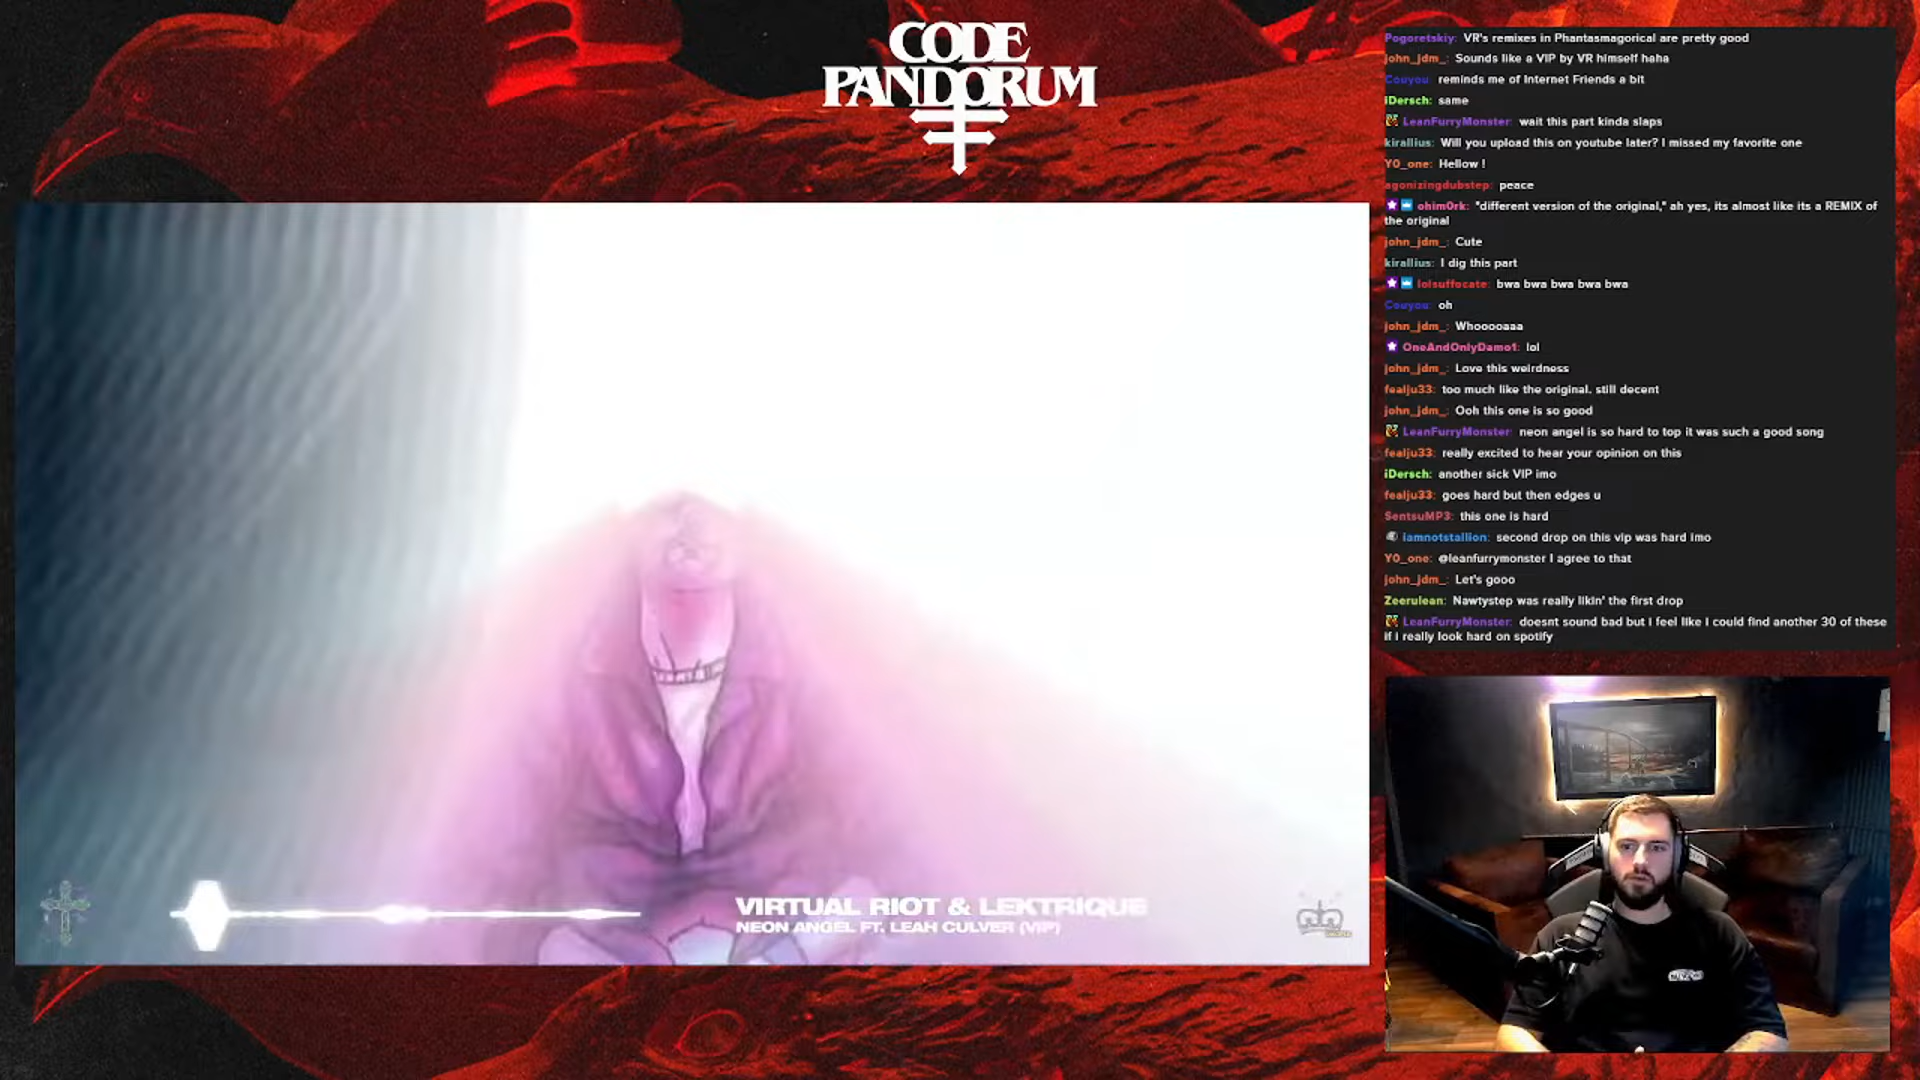 CODE
PANDORUM
Pogoretskiy: VR's remixes in Phantasmagorical are pretty good
john_jdm_: Sounds like a VIP by VR himself haha
Couyou: reminds me of Internet Friends a bit
iDersch: same
LeanFurryMonster: wait this part kinda slaps
kirallius: Will you upload this on youtube later? I missed my favorite one
Y0_one: Hellow !
agonizingdubstep: peace
ohim0rk: "different version of the original," ah yes, its almost like its a REMIX of
the original
john_jdm_: Cute
kirallius: I dig this part
lolsuffocate: bwa bwa bwa bwa bwa
Couyou: oh
john_jdm_: Whooooaaa
OneAndOnlyDamo1: lol
john_jdm_: Love this weirdness
fealju33: too much like the original. still decent
john_jdm_: Ooh this one is so good
LeanFurryMonster: neon angel is so hard to top it was such a good song
fealju33: really excited to hear your opinion on this
iDersch: another sick VIP imo
fealju33: goes hard but then edges u
SentsuMP3: this one is hard
iamnotstallion: second drop on this vip was hard imo
Y0_one: @leanfurrymonster I agree to that
john_jdm_: Let's gooo
Zeerulean: Nawtystep was really likin' the first drop
LeanFurryMonster: doesnt sound bad but i feel like I could find another 30 of these
if i really look hard on spotify
VIRTUAL RIOT & LEKTRIQUE
NEON ANGEL FT. LEAH CULVER (VIP)